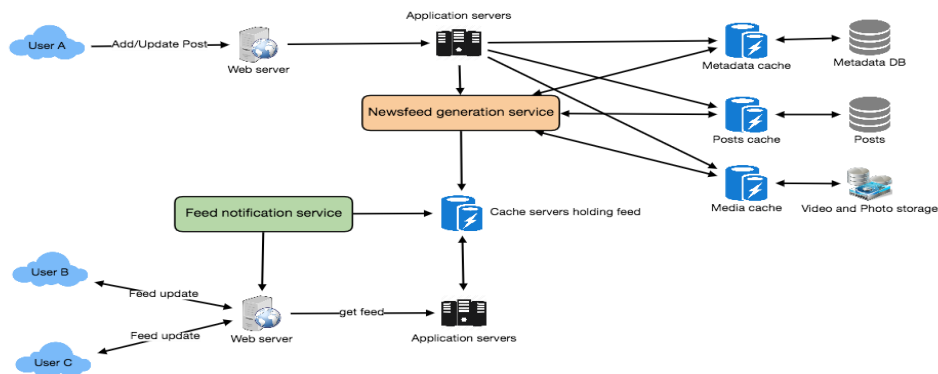 Application servers
User A
Add/Update Post
Web server
Metadata cache
Metadata DB
Newsfeed generation service
Posts cache
Posts
Media cache
Video and Photo storage
Feed notification service
Cache servers holding feed
User B
Feed update
get feed
Feed update
Web server
Application servers
User C